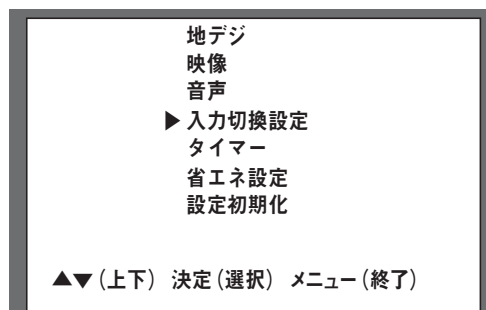 地デジ
映像
音声
▶入力切換設定
タイマー
省エネ設定
設定初期化
▲▼(上下) 決定(選択) メニュー(終了)